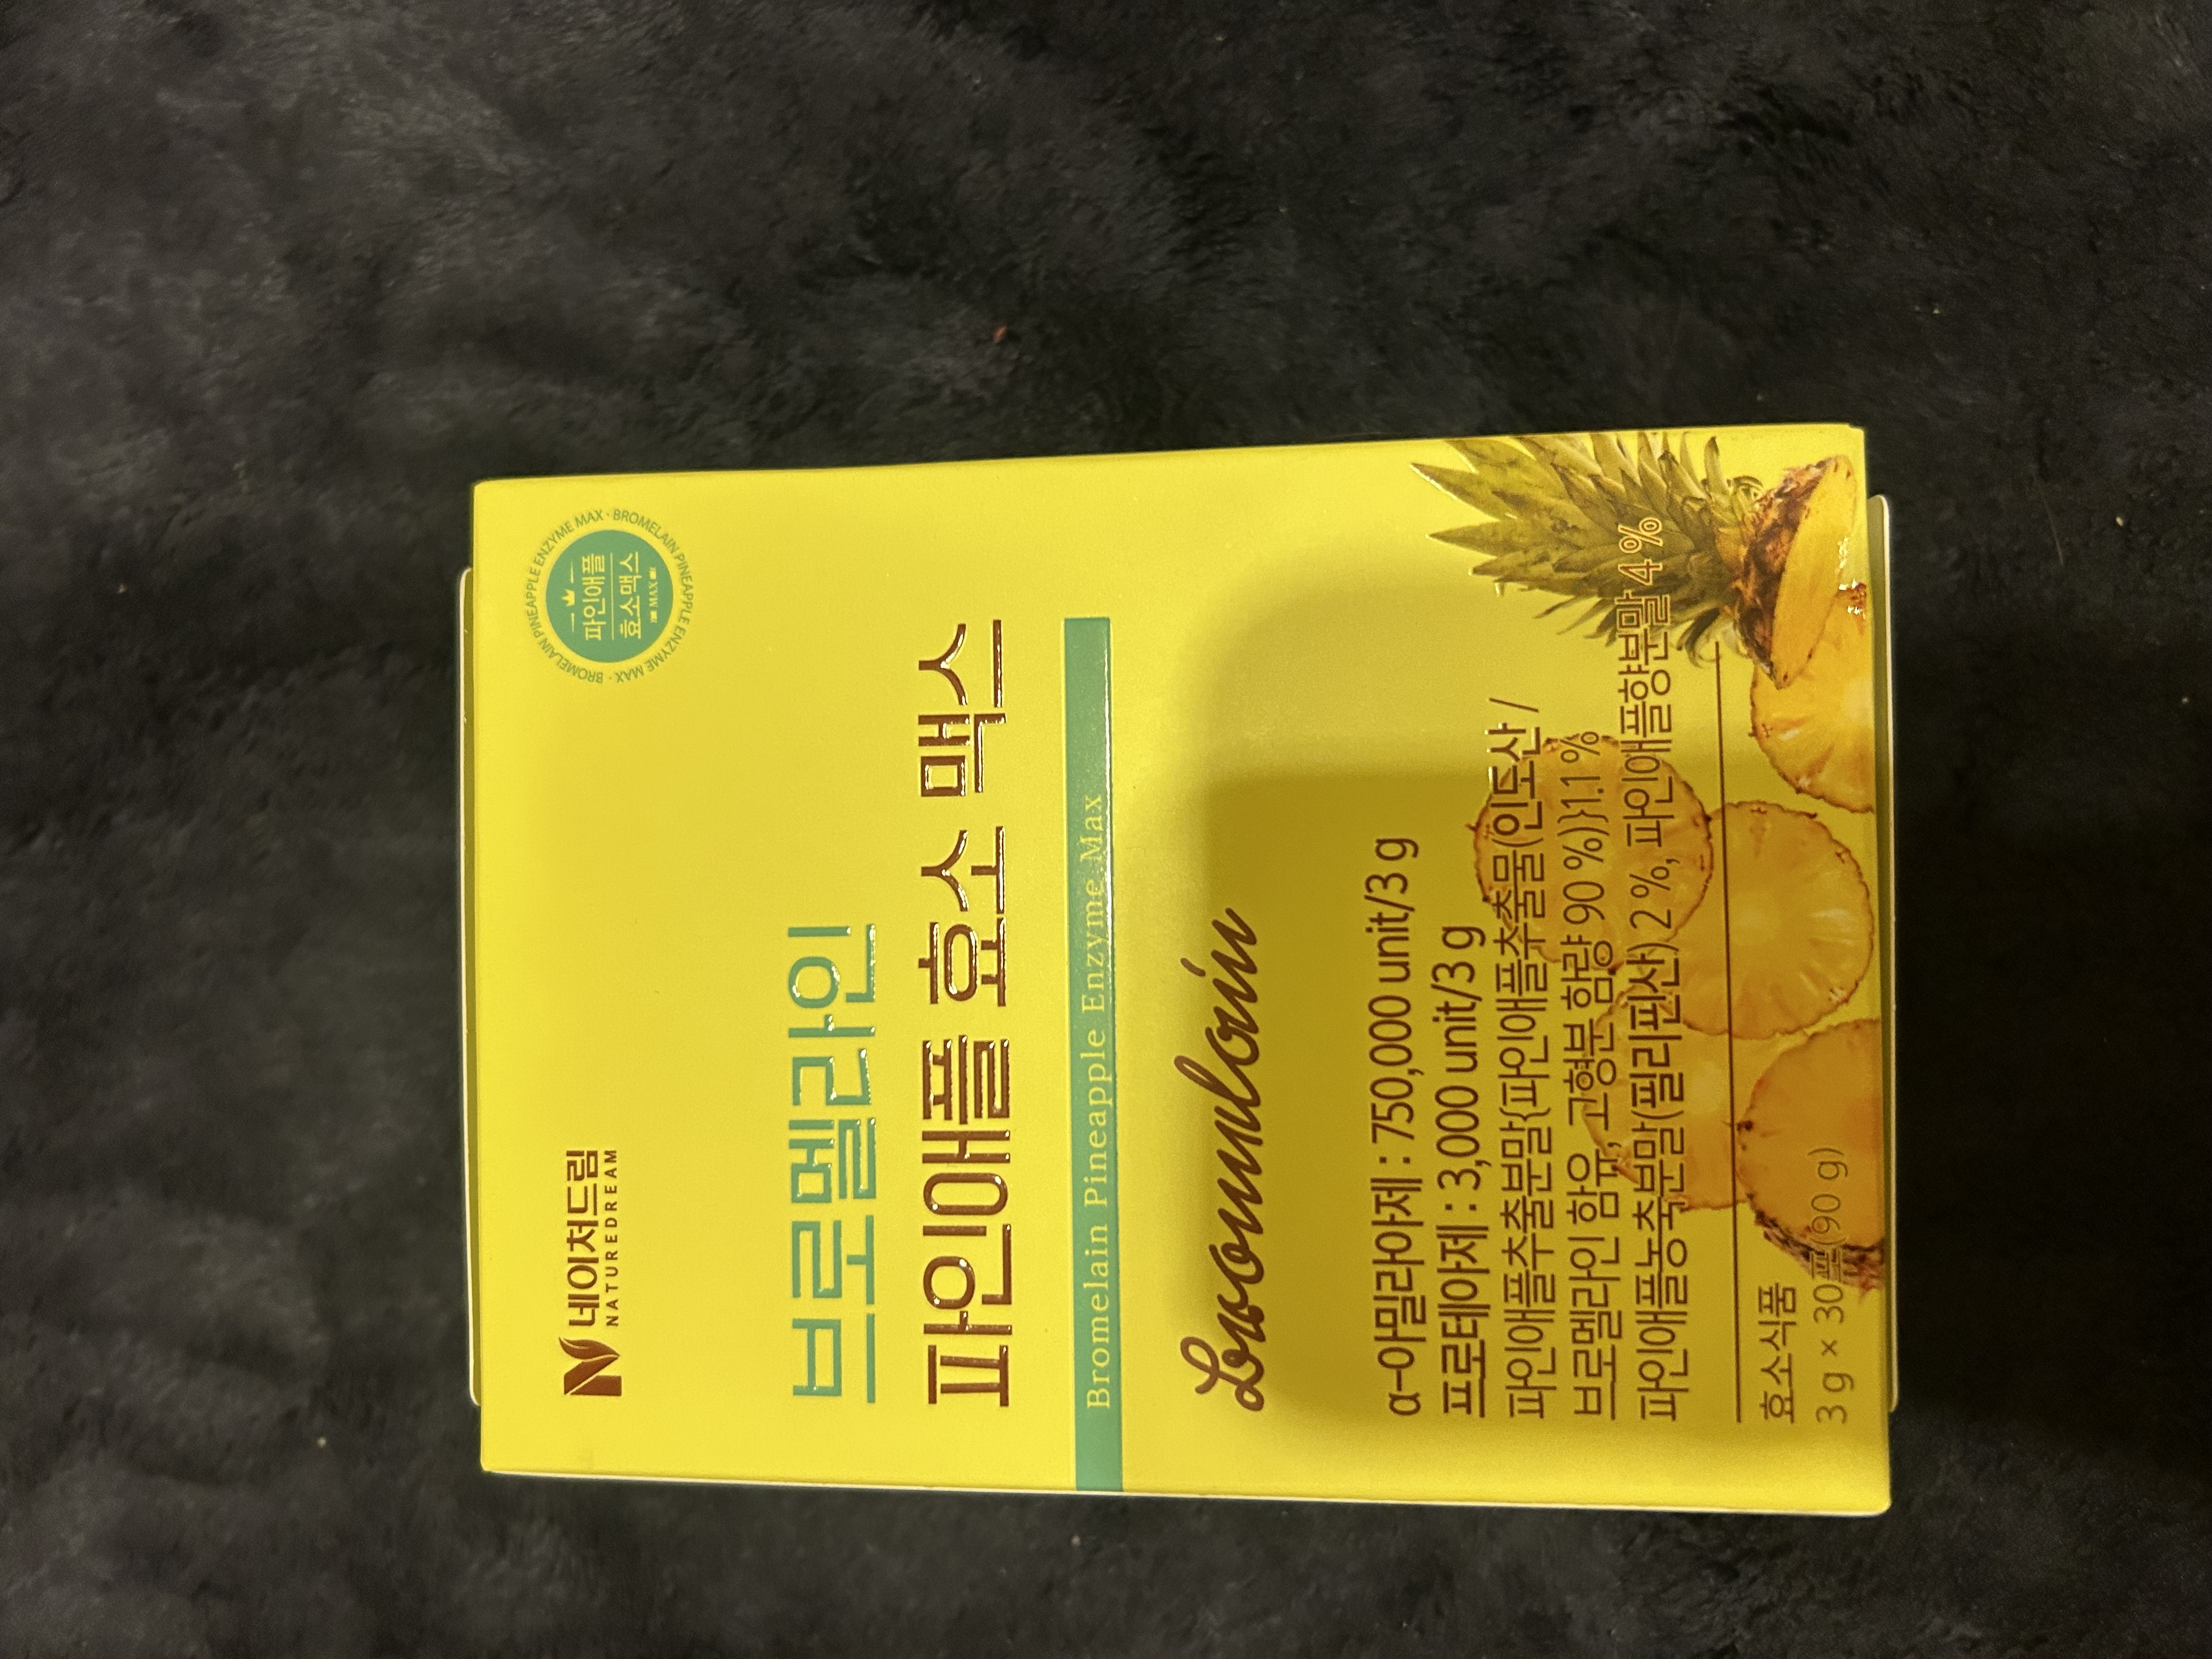 네이처드림
NATUREDREAM
BROMELAIN PINEAPPLE ENZYME MAX · BROMELAIN PINEAPPLE ENZYME MAX ·
파인애플
효소맥스
MAX
브로멜라인
파인애플 효소 맥스
Bromelain Pineapple Enzyme Max
Bromelain
α-아밀라아제 : 750,000 unit/3 g
프로테아제 : 3,000 unit/3 g
파인애플추출분말{파인애플추출물(인도산 /
브로멜라인 함유, 고형분 함량 90 %)}1.1 %
파인애플농축분말(필리핀산) 2 %, 파인애플향분말 4 %
효소식품
3 g × 30포 (90 g)